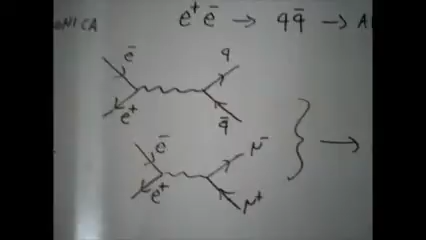 ONICA e⁺ e⁻ → q q̄ → A
e⁻ q
e⁺ q̄
e⁻ μ⁻
e⁺ μ⁺